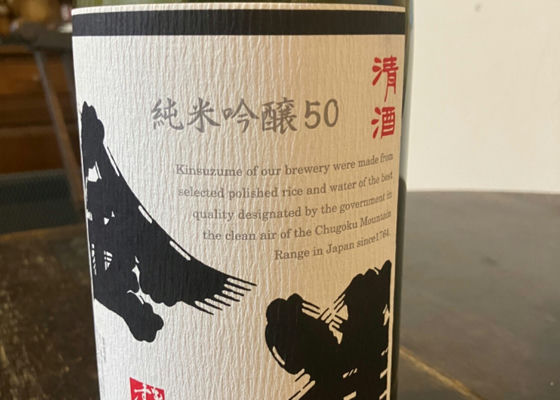 清酒
純米吟醸50
Kinsuzume of our brewery were made from
selected polished rice and water of the best
quality designated by the government in
the clean air of the Chugoku Mountain
Range in Japan since1764.